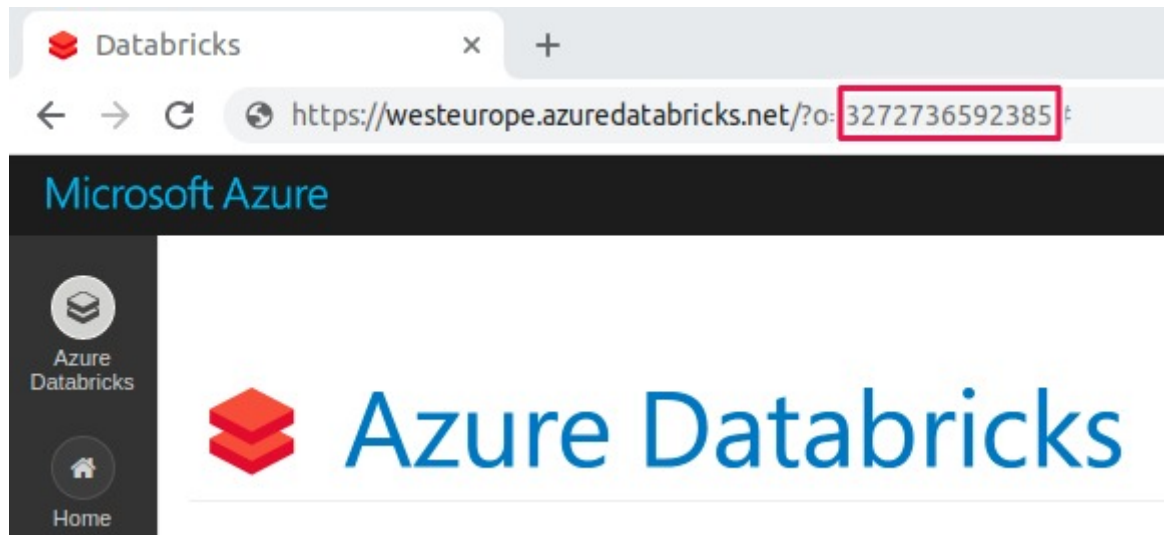 Databricks × +
https://westeurope.azuredatabricks.net/?o=3272736592385#
Microsoft Azure
Azure
Databricks
Home
Azure Databricks